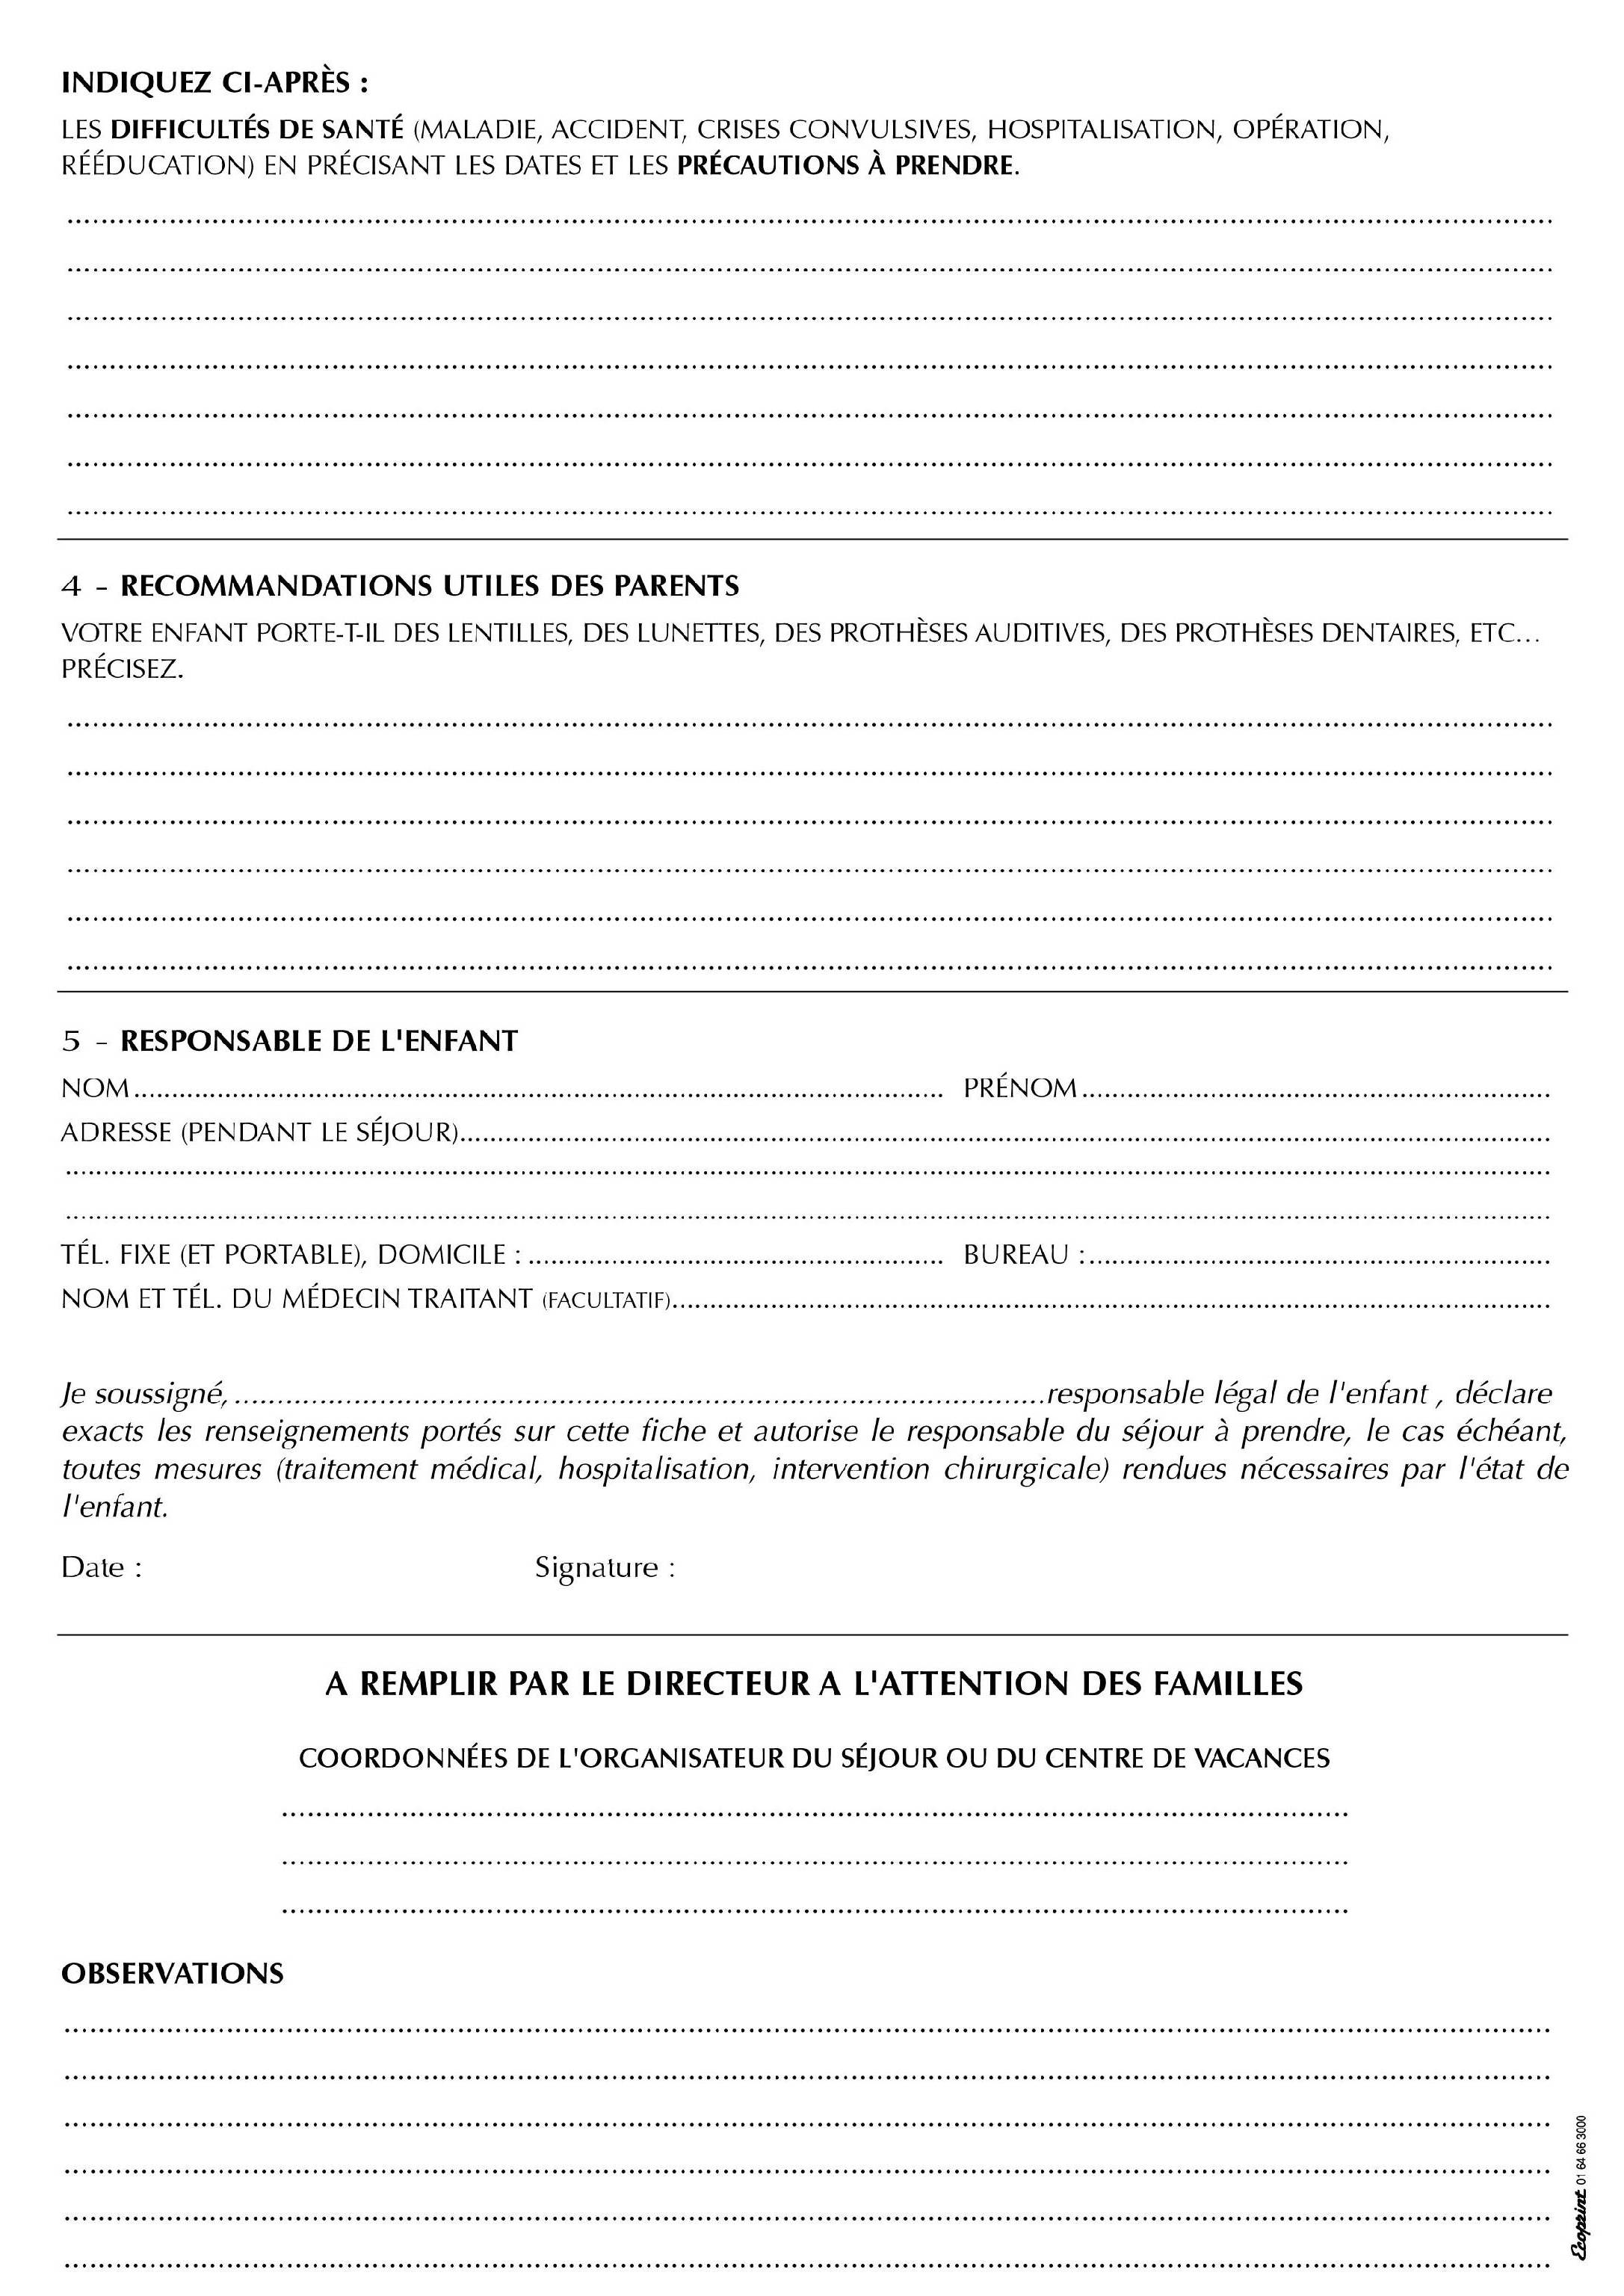 INDIQUEZ CI-APRÈS :
LES DIFFICULTÉS DE SANTÉ (MALADIE, ACCIDENT, CRISES CONVULSIVES, HOSPITALISATION, OPÉRATION,
RÉÉDUCATION) EN PRÉCISANT LES DATES ET LES PRÉCAUTIONS À PRENDRE.
4 - RECOMMANDATIONS UTILES DES PARENTS
VOTRE ENFANT PORTE-T-IL DES LENTILLES, DES LUNETTES, DES PROTHÈSES AUDITIVES, DES PROTHÈSES DENTAIRES, ETC…
PRÉCISEZ.
5 - RESPONSABLE DE L'ENFANT
NOM........................ PRÉNOM........................
ADRESSE (PENDANT LE SÉJOUR)........................
TÉL. FIXE (ET PORTABLE), DOMICILE : ........................ BUREAU :........................
NOM ET TÉL. DU MÉDECIN TRAITANT (FACULTATIF)........................
Je soussigné, ........................responsable légal de l'enfant , déclare
exacts les renseignements portés sur cette fiche et autorise le responsable du séjour à prendre, le cas échéant,
toutes mesures (traitement médical, hospitalisation, intervention chirurgicale) rendues nécessaires par l'état de
l'enfant.
Date : Signature :
A REMPLIR PAR LE DIRECTEUR A L'ATTENTION DES FAMILLES
COORDONNÉES DE L'ORGANISATEUR DU SÉJOUR OU DU CENTRE DE VACANCES
OBSERVATIONS
Ecoprint 01 64 66 3000